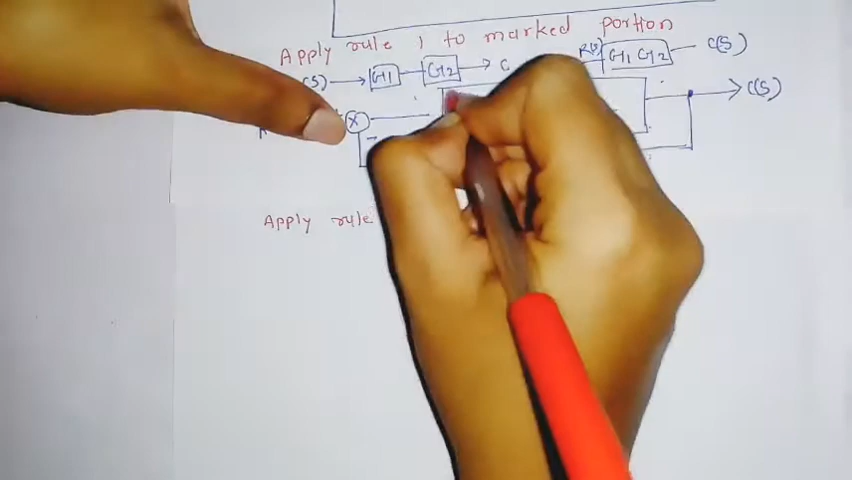 Apply rule 1 to marked portion
(S) G1 G2 C R(S) G1 G2 C(S)
X C(S)
Apply rule